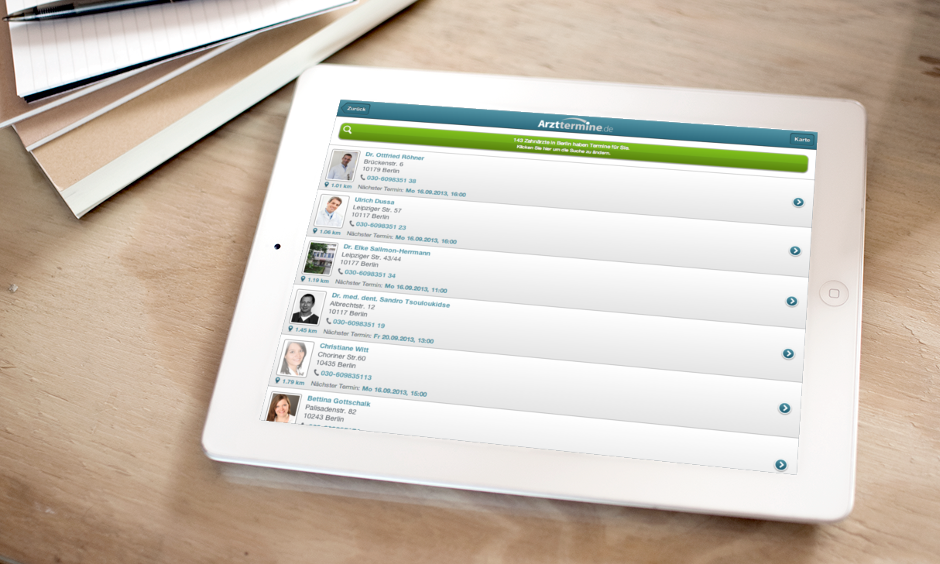 Zurück
Arzttermine.de
Karte
143 Zahnärzte in Berlin haben Termine für Sie.
Klicken Sie hier um die Suche zu ändern.
Dr. Ottfried Röhner
Brückenstr. 6
10179 Berlin
030-6098351 38
1.01 km Nächster Termin: Mo 16.09.2013, 16:00
Ulrich Dussa
Leipziger Str. 57
10117 Berlin
030-6098351 23
1.06 km Nächster Termin: Mo 16.09.2013, 16:00
Dr. Elke Salimon-Herrmann
Leipziger Str. 43/44
10177 Berlin
030-6098351 34
1.19 km Nächster Termin: Mo 16.09.2013, 11:00
Dr. med. dent. Sandro Tsouloukidse
Albrechtstr. 12
10117 Berlin
030-6098351 19
1.45 km Nächster Termin: Fr 20.09.2013, 13:00
Christiane Witt
Choriner Str.60
10435 Berlin
030-609835113
1.79 km Nächster Termin: Mo 16.09.2013, 15:00
Bettina Gottschalk
Palisadenstr. 82
10243 Berlin